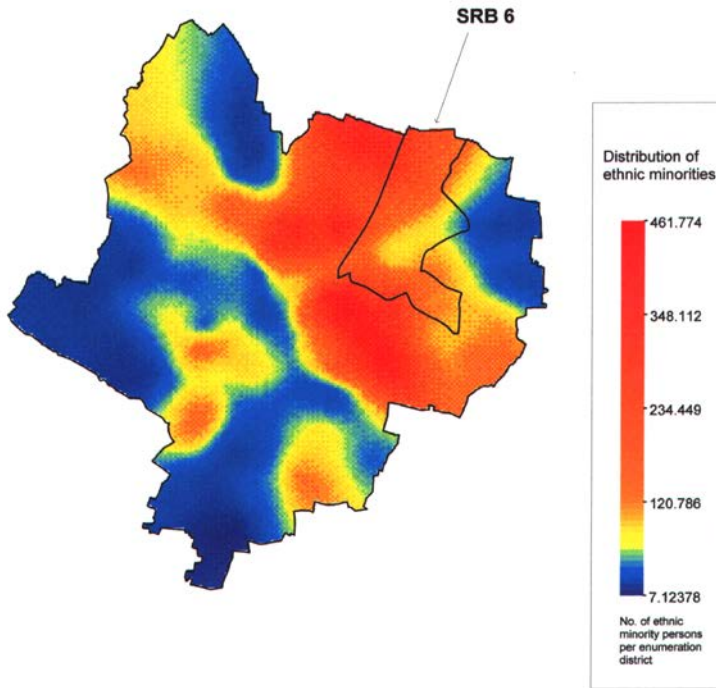 SRB 6
Distribution of
ethnic minorities
461.774
348.112
234.449
120.786
7.12378
No. of ethnic
minority persons
per enumeration
district